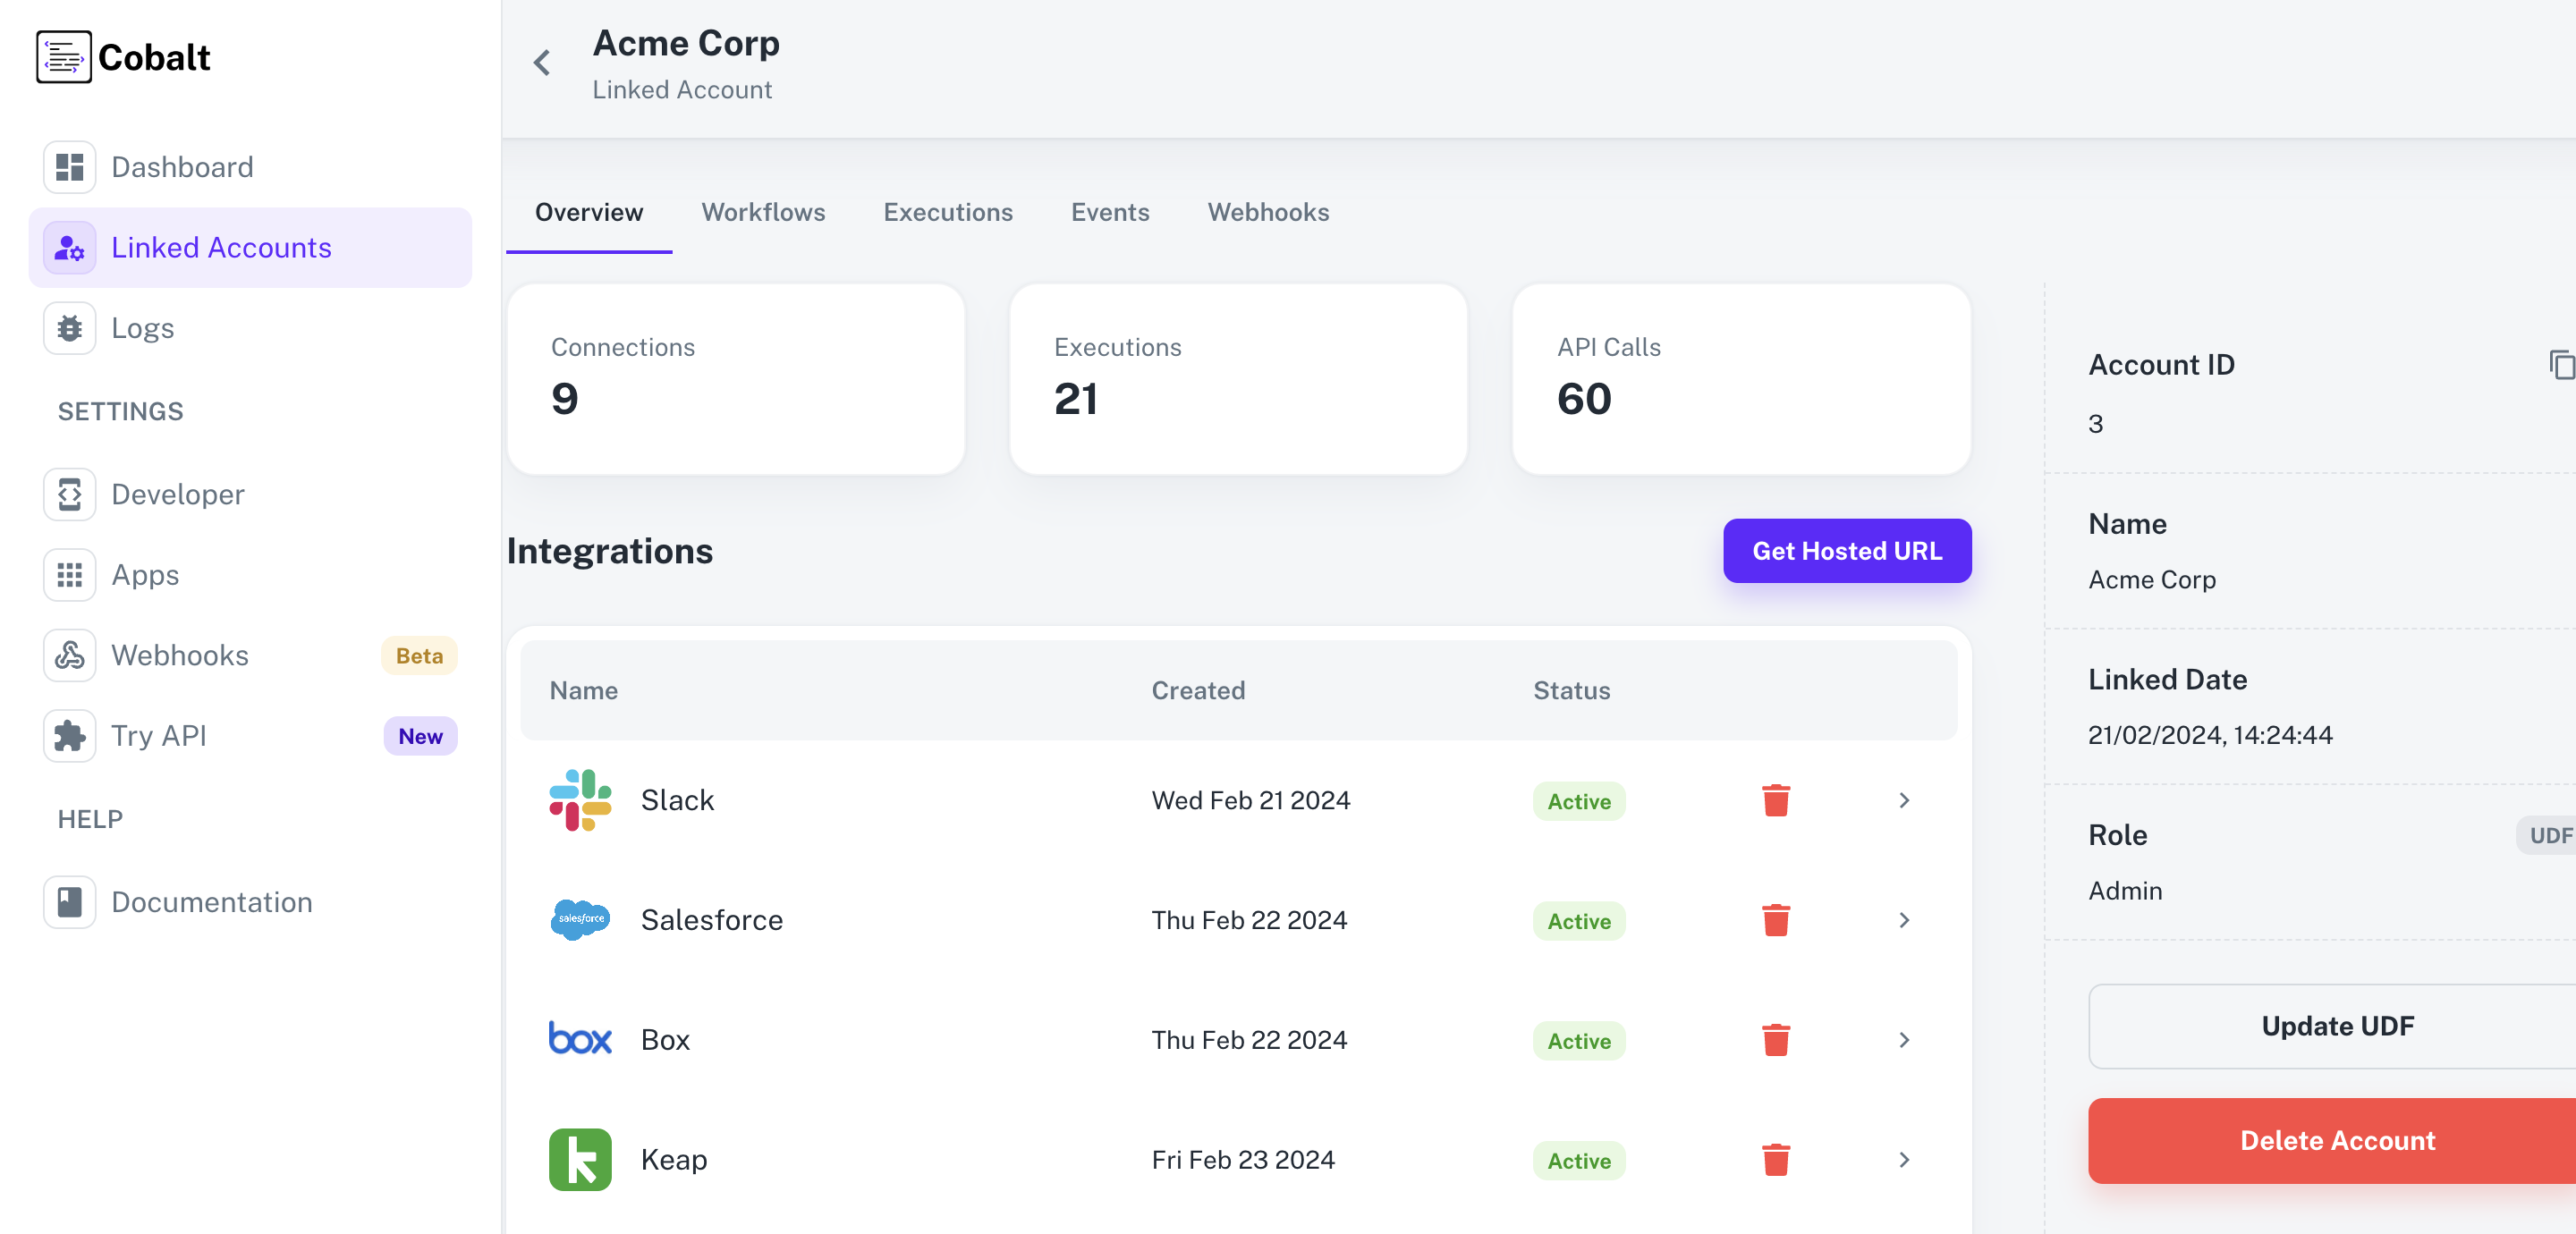 Cobalt
Dashboard
Linked Accounts
Logs
SETTINGS
Developer
Apps
Webhooks Beta
Try API New
HELP
Documentation
Acme Corp
Linked Account
Overview Workflows Executions Events Webhooks
Connections
9
Executions
21
API Calls
60
Integrations
Get Hosted URL
Name Created Status
Slack Wed Feb 21 2024 Active
salesforce Salesforce Thu Feb 22 2024 Active
box Box Thu Feb 22 2024 Active
k Keap Fri Feb 23 2024 Active
Account ID
3
Name
Acme Corp
Linked Date
21/02/2024, 14:24:44
Role UDF
Admin
Update UDF
Delete Account